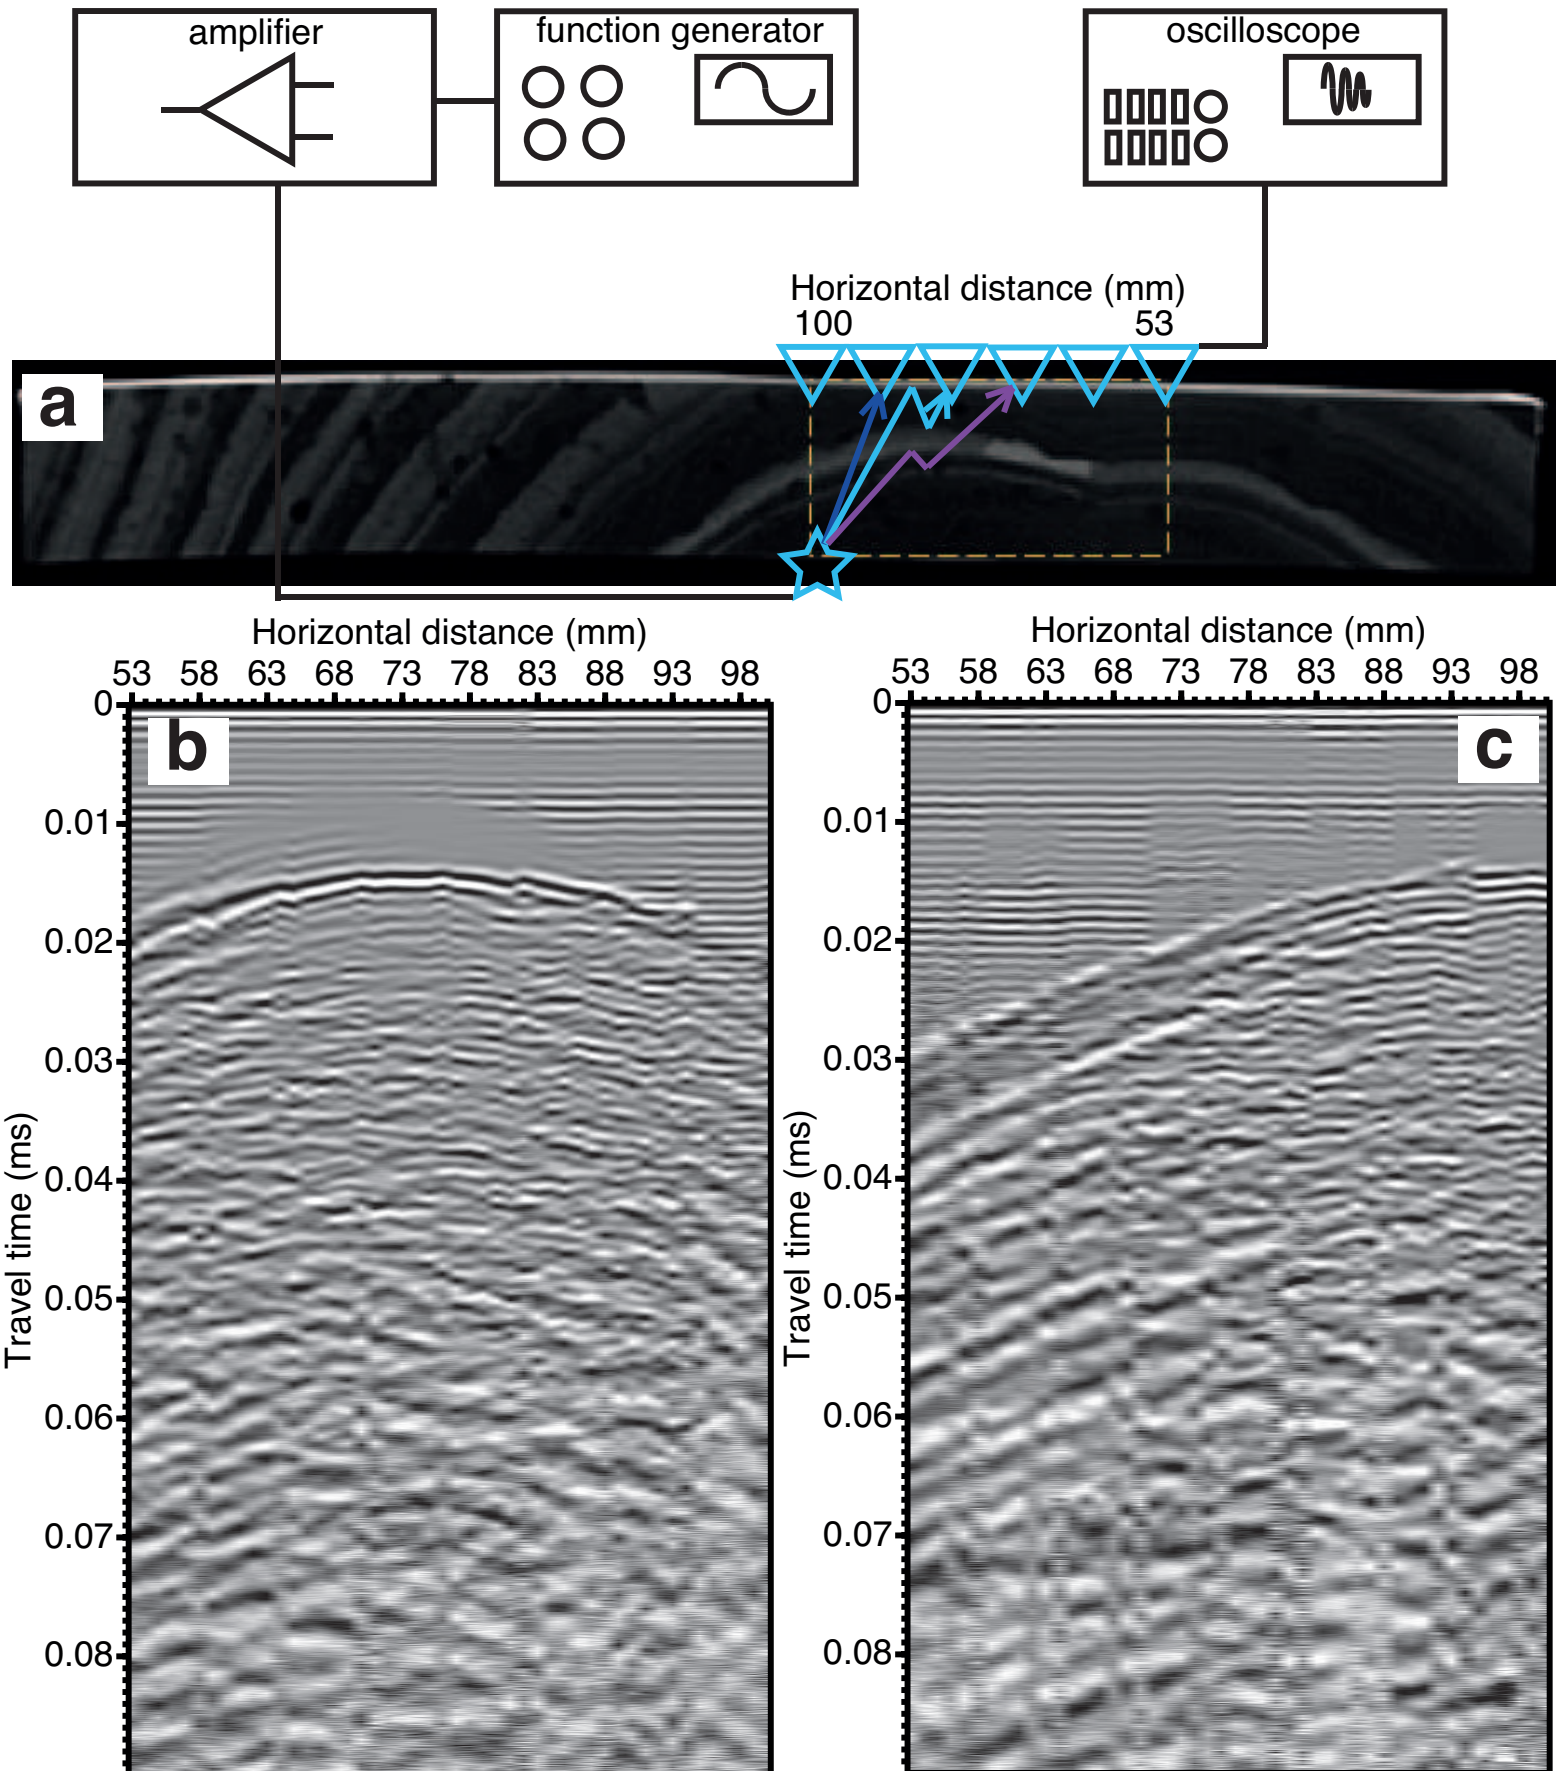 amplifier
function generator
oscilloscope
Horizontal distance (mm)
100 53
a
Horizontal distance (mm)
53 58 63 68 73 78 83 88 93 98
0
b
0.01
0.02
0.03
0.04
0.05
0.06
0.07
0.08
Travel time (ms)
Horizontal distance (mm)
53 58 63 68 73 78 83 88 93 98
0
c
0.01
0.02
0.03
0.04
0.05
0.06
0.07
0.08
Travel time (ms)